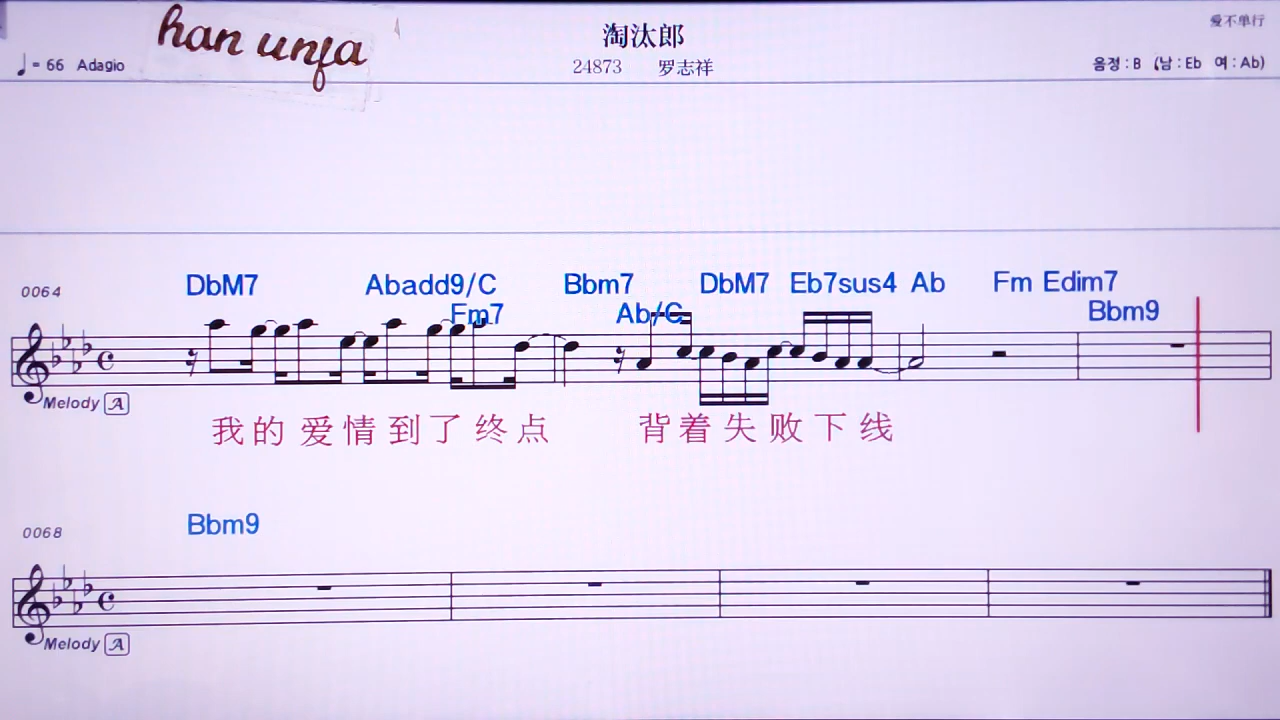 han unfa
淘汰郎
爱不单行
♩= 66 Adagio
24873 罗志祥
음정 : B (남 : Eb 여 : Ab)
0064
DbM7 Abadd9/C Bbm7 DbM7 Eb7sus4 Ab Fm Edim7
Fm7 Ab/C Bbm9
Melody A
我的爱情到了终点 背着失败下线
0068
Bbm9
Melody A